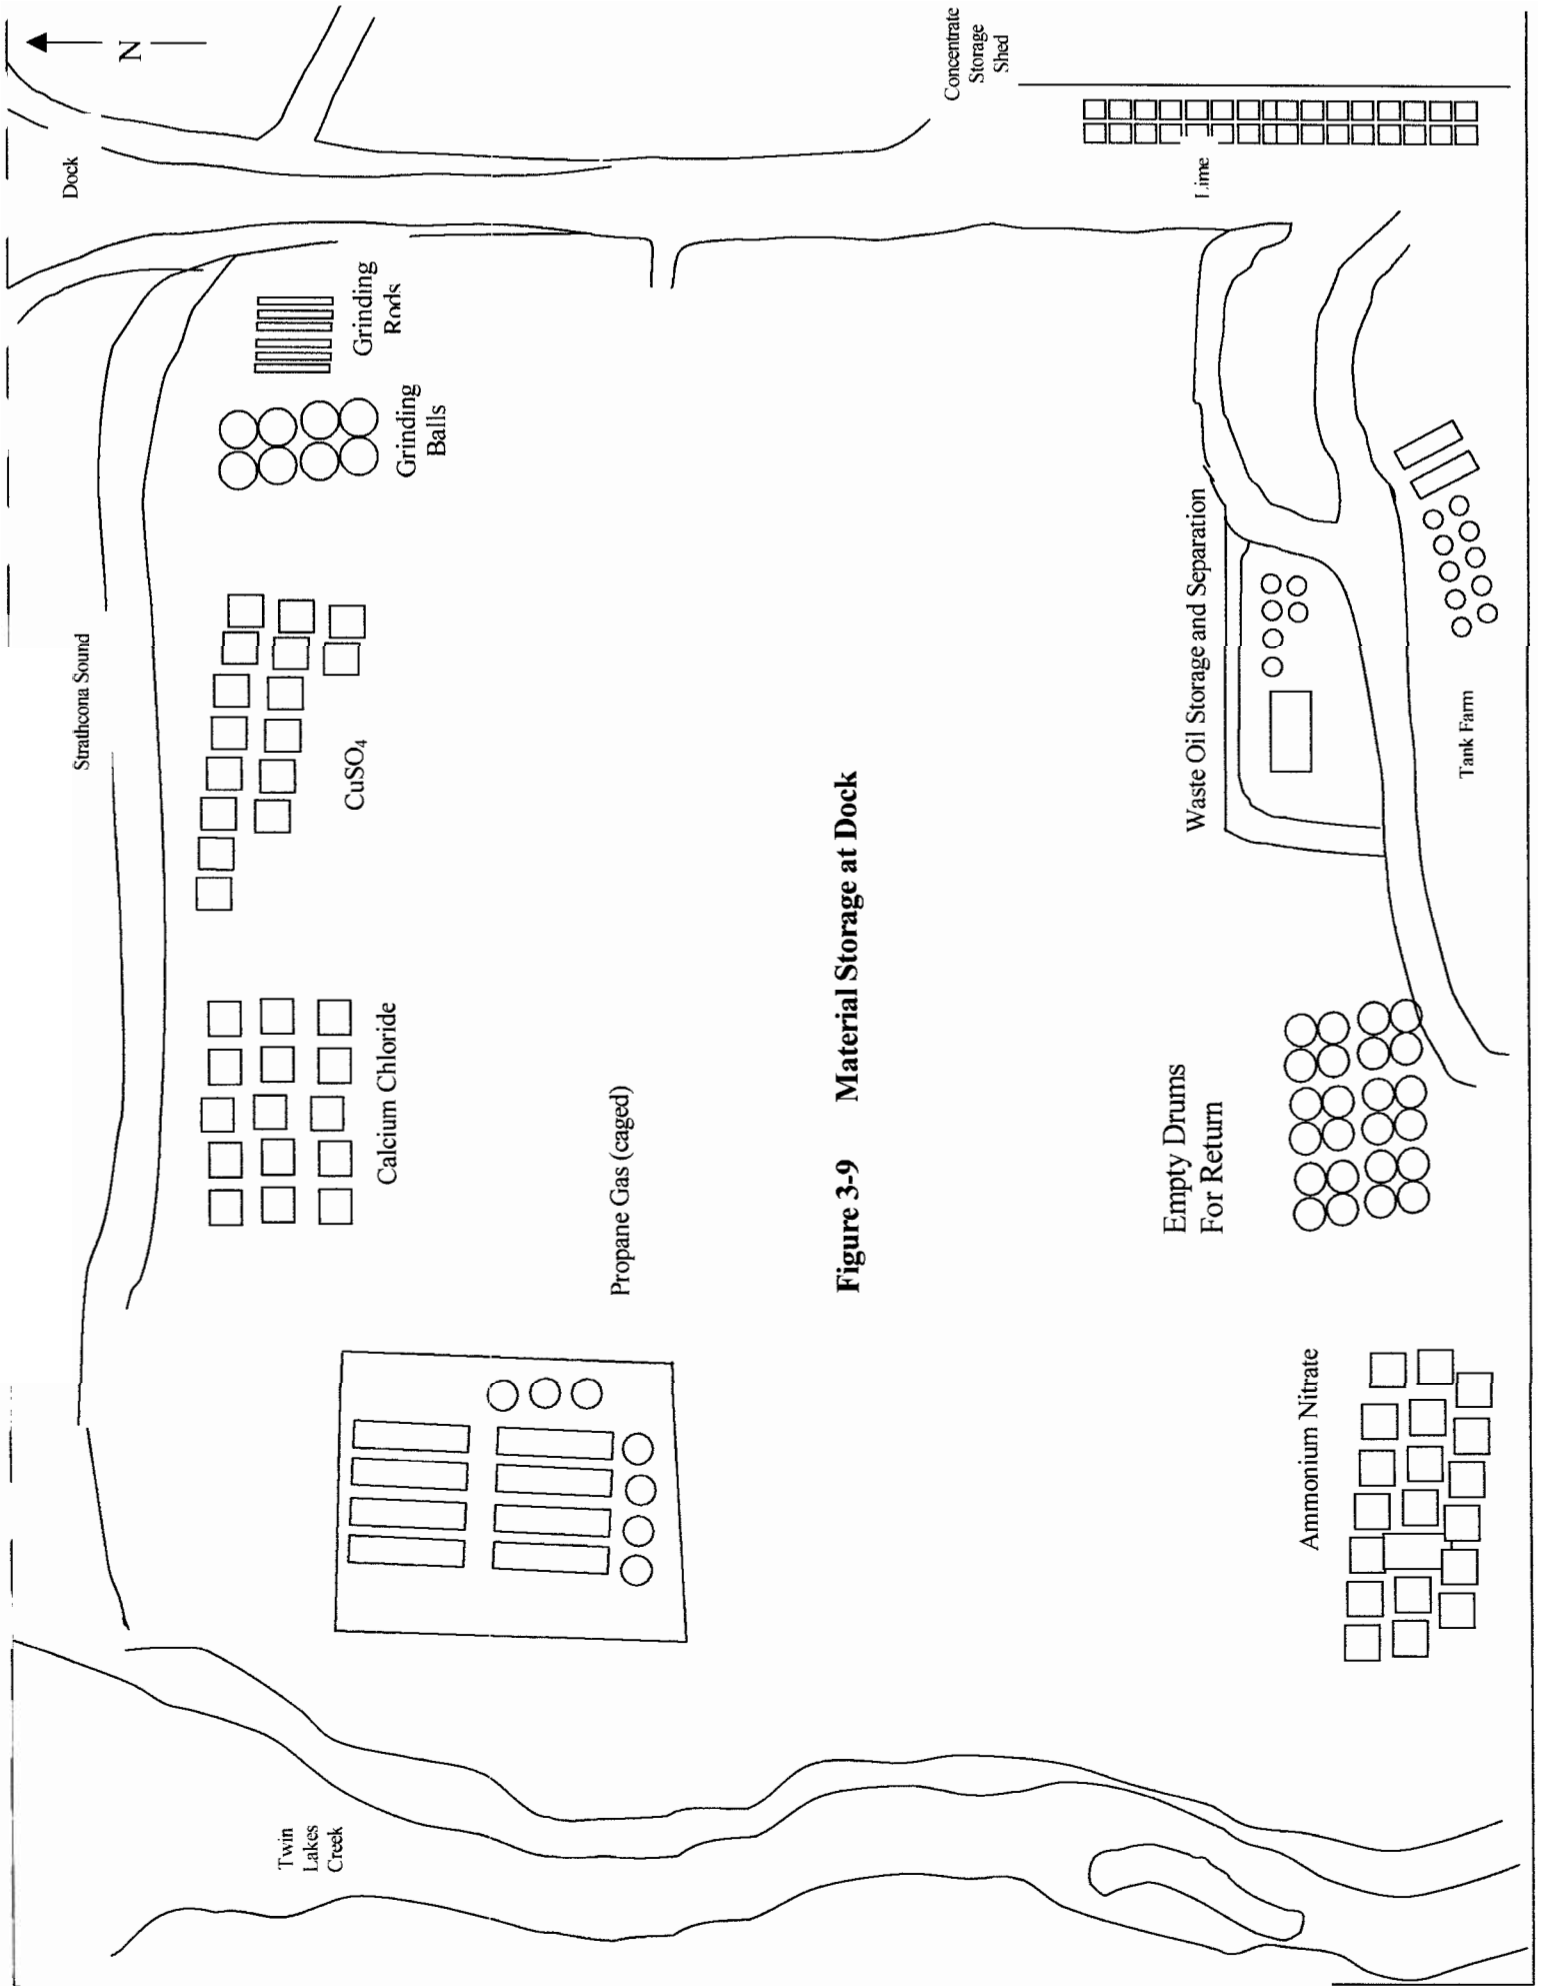 N
Strathcona Sound
Dock
Twin
Lakes
Creek
Calcium Chloride
CuSO₄
Grinding
Balls
Grinding
Rods
Propane Gas (caged)
Figure 3-9 Material Storage at Dock
Concentrate
Storage
Shed
Empty Drums
For Return
Waste Oil Storage and Separation
Lime
Ammonium Nitrate
Tank Farm